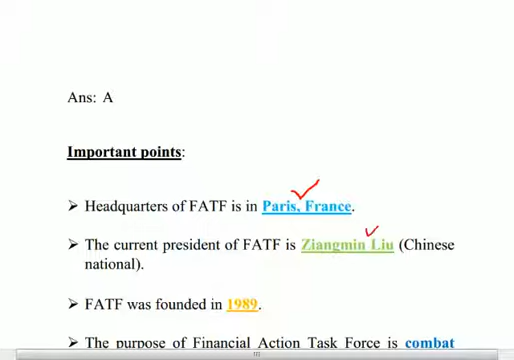 Ans: A
Important points:
➤ Headquarters of FATF is in Paris, France.
➤ The current president of FATF is Ziangmin Liu (Chinese
national).
➤ FATF was founded in 1989.
➤ The purpose of Financial Action Task Force is combat